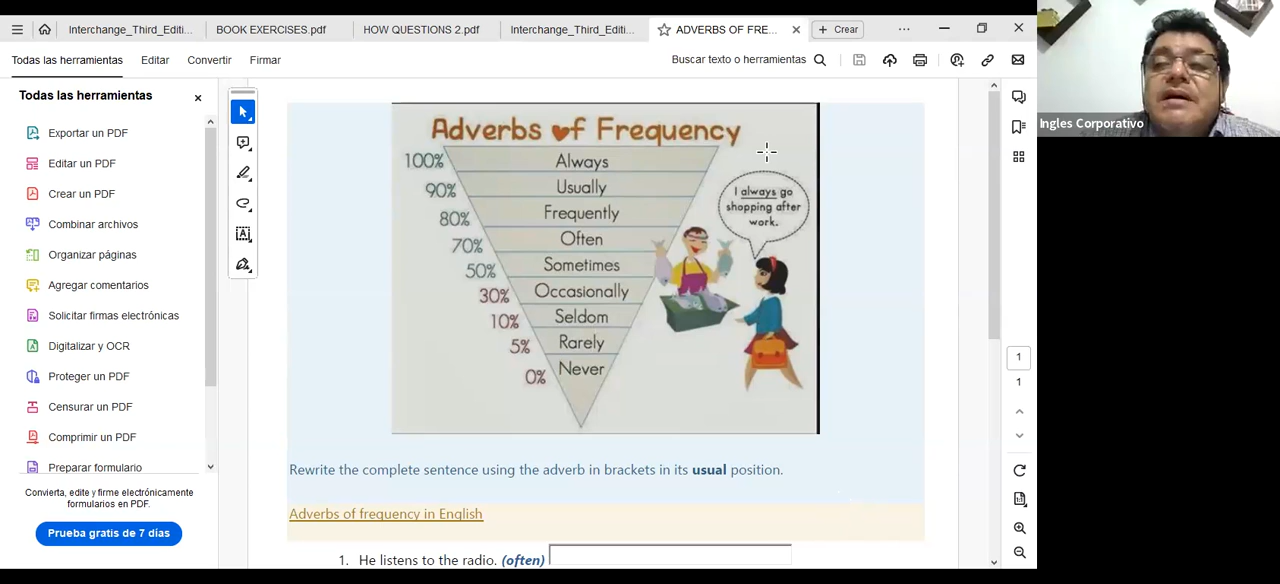 Interchange_Third_Editi...
BOOK EXERCISES.pdf
HOW QUESTIONS 2.pdf
Interchange_Third_Editi...
ADVERBS OF FRE...
Crear
Todas las herramientas
Editar
Convertir
Firmar
Buscar texto o herramientas
Todas las herramientas
Exportar un PDF
Editar un PDF
Crear un PDF
Combinar archivos
Organizar páginas
Agregar comentarios
Solicitar firmas electrónicas
Digitalizar y OCR
Proteger un PDF
Censurar un PDF
Comprimir un PDF
Preparar formulario
Convierta, edite y firme electrónicamente
formularios en PDF.
Prueba gratis de 7 días
Adverbs of Frequency
100% Always
90% Usually
80% Frequently
70% Often
50% Sometimes
30% Occasionally
10% Seldom
5% Rarely
0% Never
I always go
shopping after
work.
Rewrite the complete sentence using the adverb in brackets in its usual position.
Adverbs of frequency in English
1. He listens to the radio. (often)
1
1
Ingles Corporativo